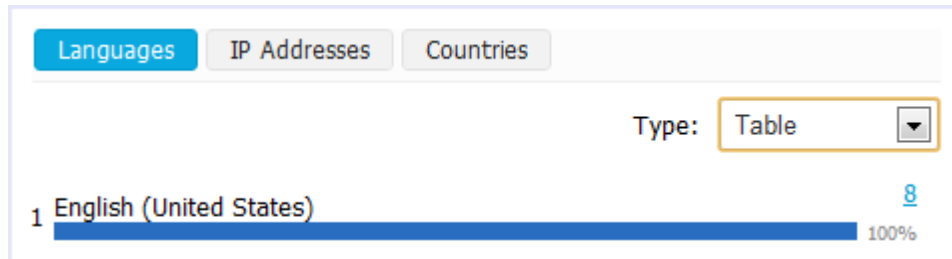 Languages IP Addresses Countries
Type: Table
8
1 English (United States)
100%